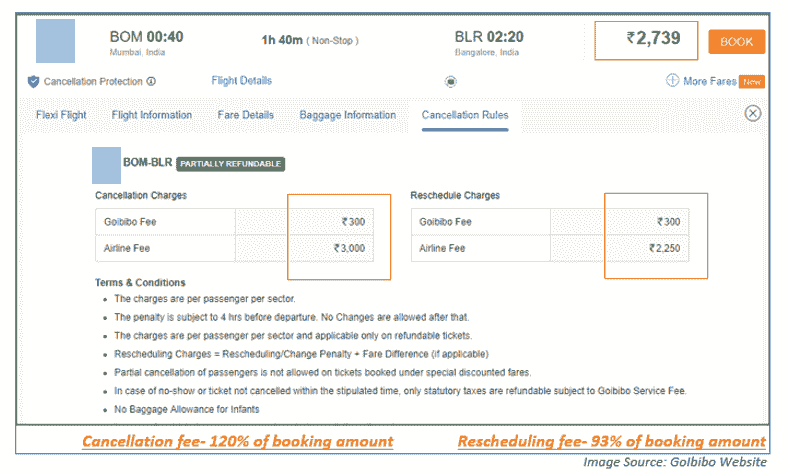 BOM 00:40 1h 40m ( Non-Stop ) BLR 02:20 ₹2,739 BOOK
Mumbai, India Bangalore, India
Cancellation Protection Flight Details More Fares New
Flexi Flight Flight Information Fare Details Baggage Information Cancellation Rules
BOM-BLR PARTIALLY REFUNDABLE
Cancellation Charges Reschedule Charges
Goibibo Fee ₹300 Goibibo Fee ₹300
Airline Fee ₹3,000 Airline Fee ₹2,250
Terms & Conditions
• The charges are per passenger per sector.
• The penalty is subject to 4 hrs before departure. No Changes are allowed after that.
• The charges are per passenger per sector and applicable only on refundable tickets.
• Rescheduling Charges = Rescheduling/Change Penalty + Fare Difference (if applicable)
• Partial cancellation of passengers is not allowed on tickets booked under special discounted fares.
• In case of no-show or ticket not cancelled within the stipulated time, only statutory taxes are refundable subject to Goibibo Service Fee.
• No Baggage Allowance for Infants
Cancellation fee- 120% of booking amount Rescheduling fee- 93% of booking amount
Image Source: GoIbibo Website